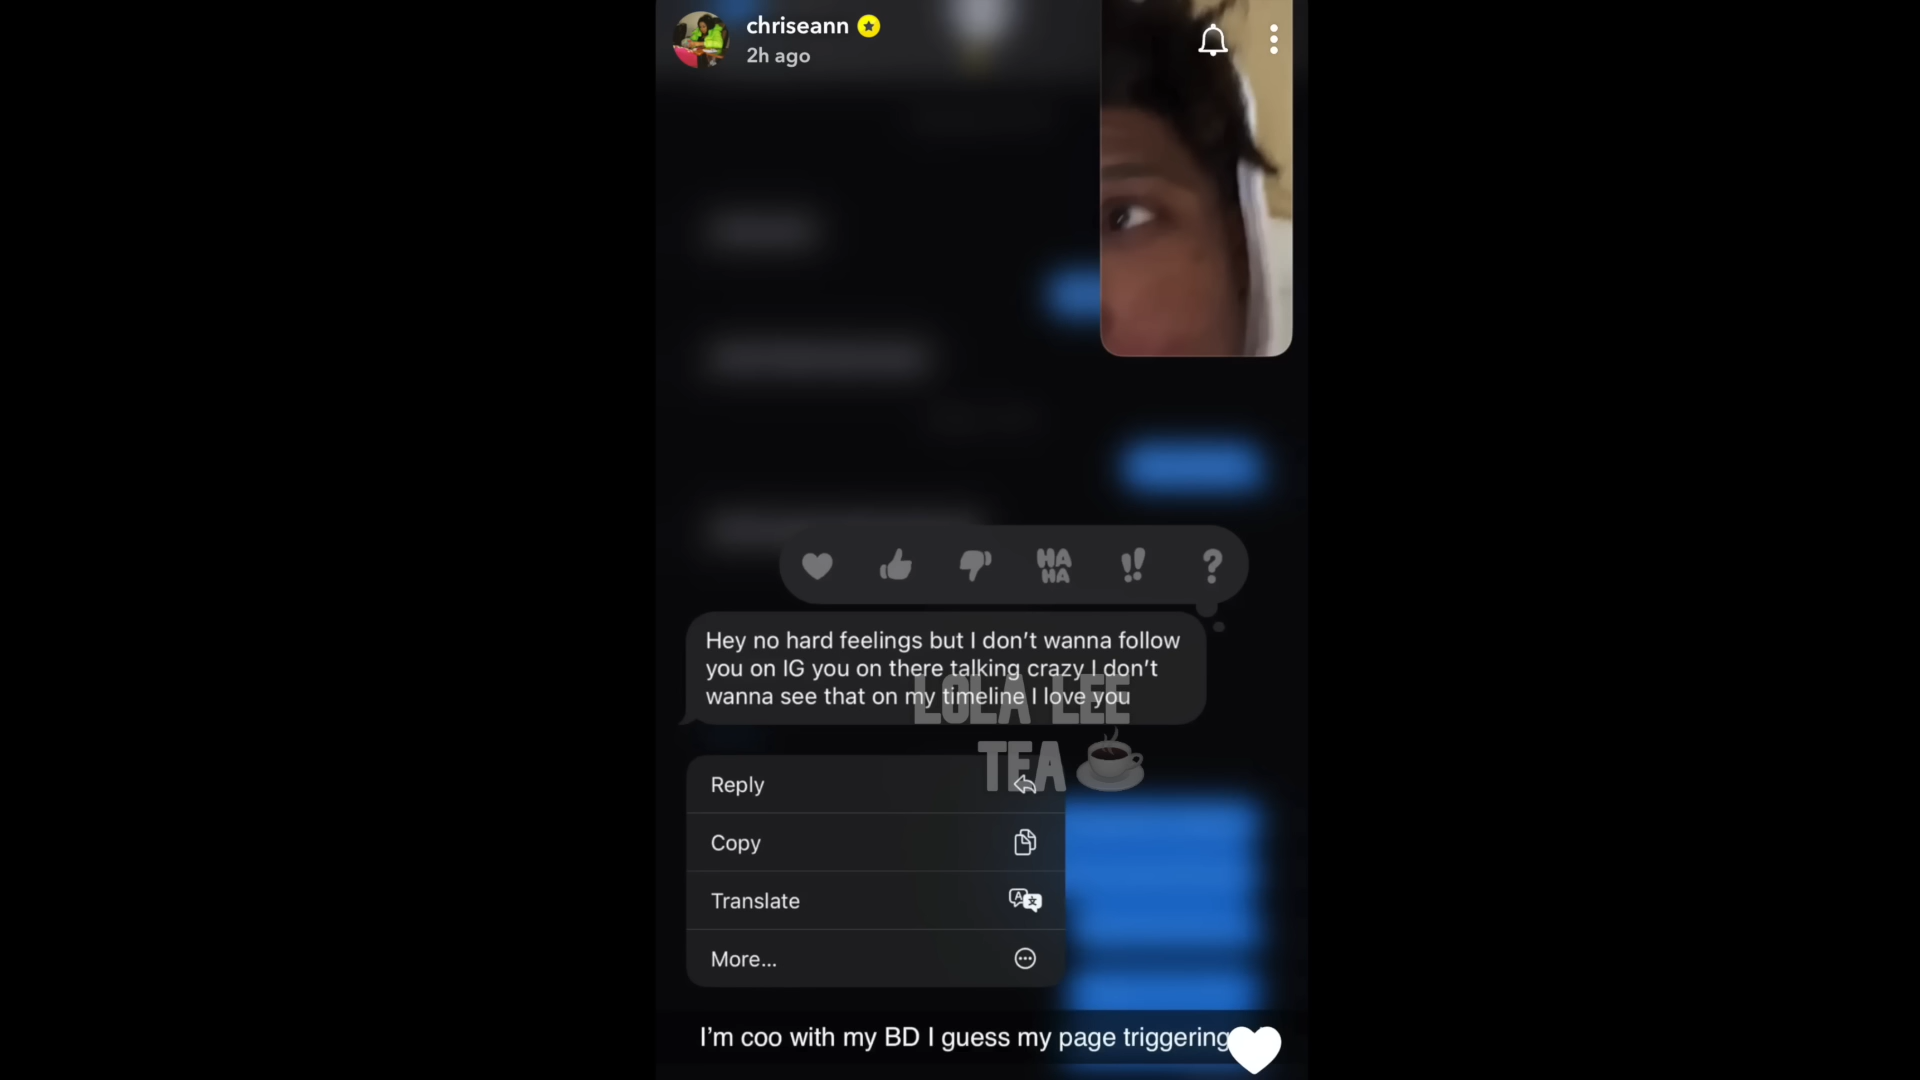 chriseann
2h ago
HA
HA
!!
?
Hey no hard feelings but I don’t wanna follow
you on IG you on there talking crazy I don’t
wanna see that on my timeline I love you
LOLA LEE
TEA
Reply
Copy
Translate
More...
I’m coo with my BD I guess my page triggering